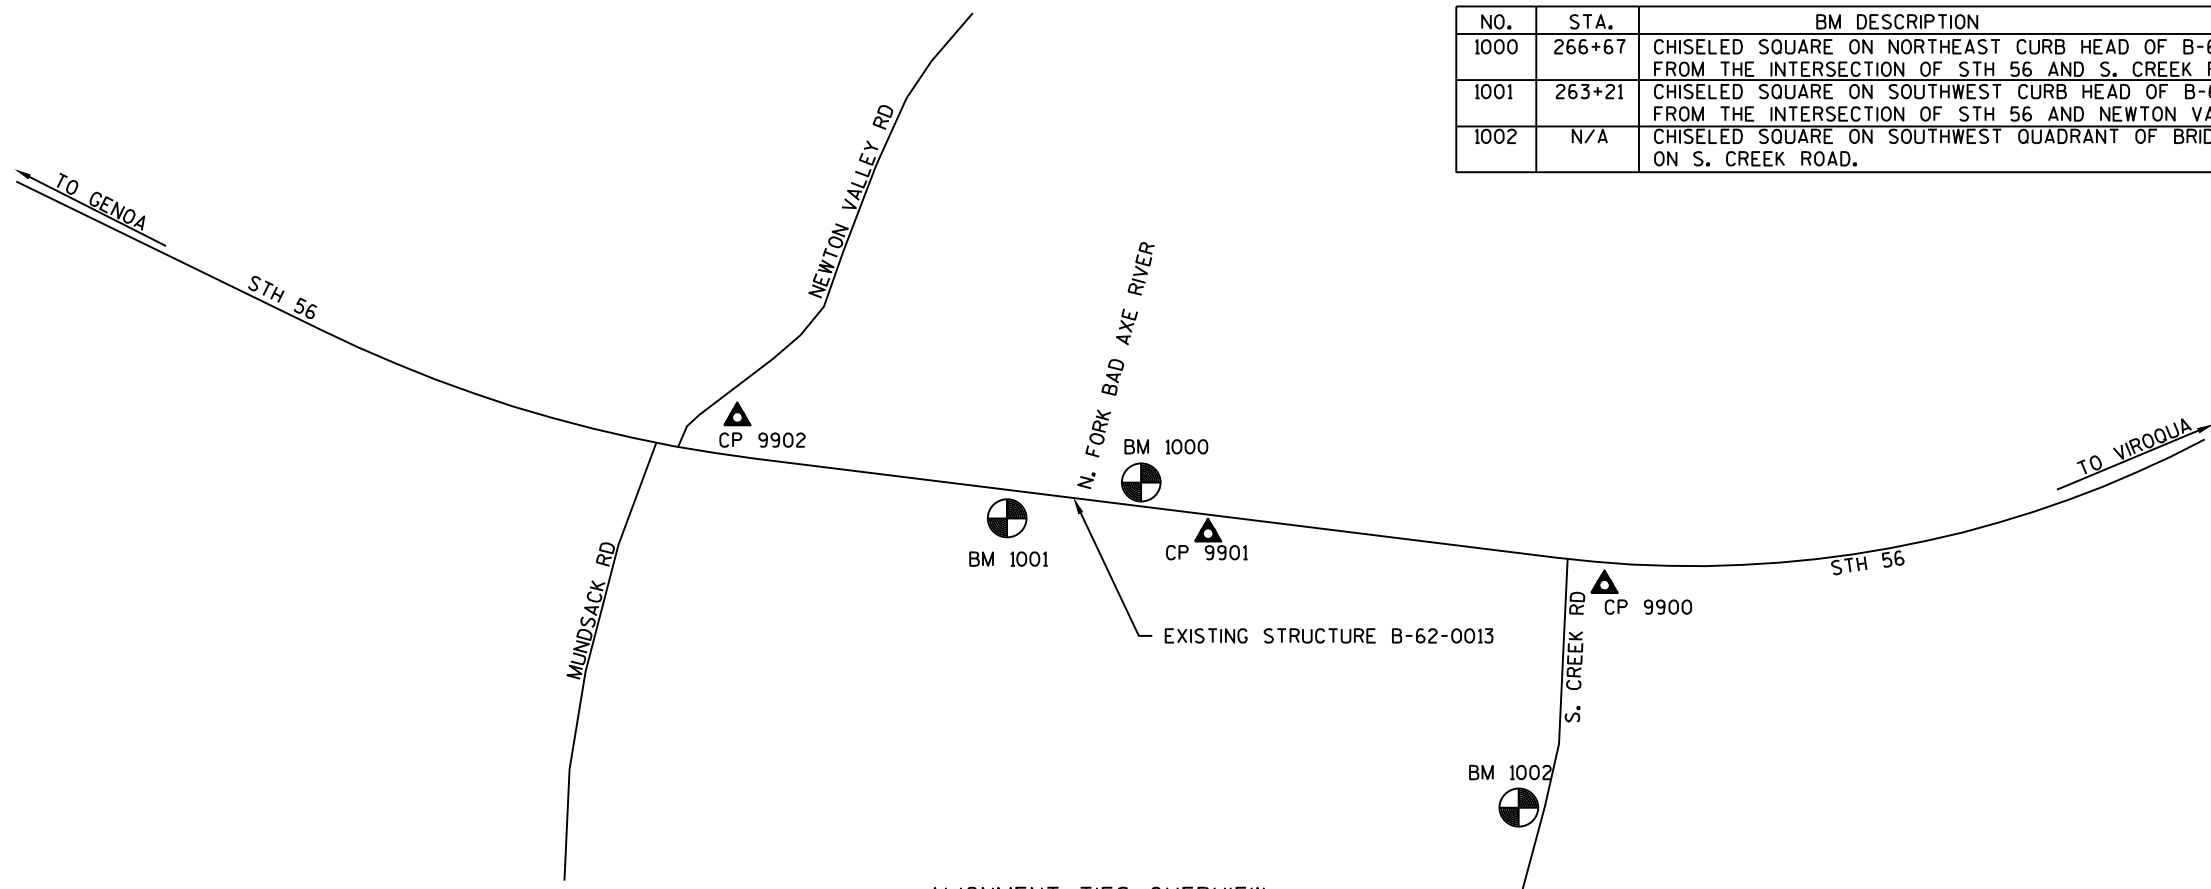 NO. STA. BM DESCRIPTION
1000 266+67 CHISELED SQUARE ON NORTHEAST CURB HEAD OF
FROM THE INTERSECTION OF STH 56 AND S. CREEK
1001 263+21 CHISELED SQUARE ON SOUTHWEST CURB HEAD OF
FROM THE INTERSECTION OF STH 56 AND NEWTON
1002 N/A CHISELED SQUARE ON SOUTHWEST QUADRANT OF
ON S. CREEK ROAD.
TO GENOA
STH 56
NEWTON VALLEY RD
N. FORK BAD AXE RIVER
CP 9902
BM 1000
TO VIROQUA
BM 1001
CP 9901
STH 56
MUNDSACK RD
CP 9900
EXISTING STRUCTURE B-62-0013
S. CREEK RD
BM 1002
ALIGNMENT TIES OVERVIEW